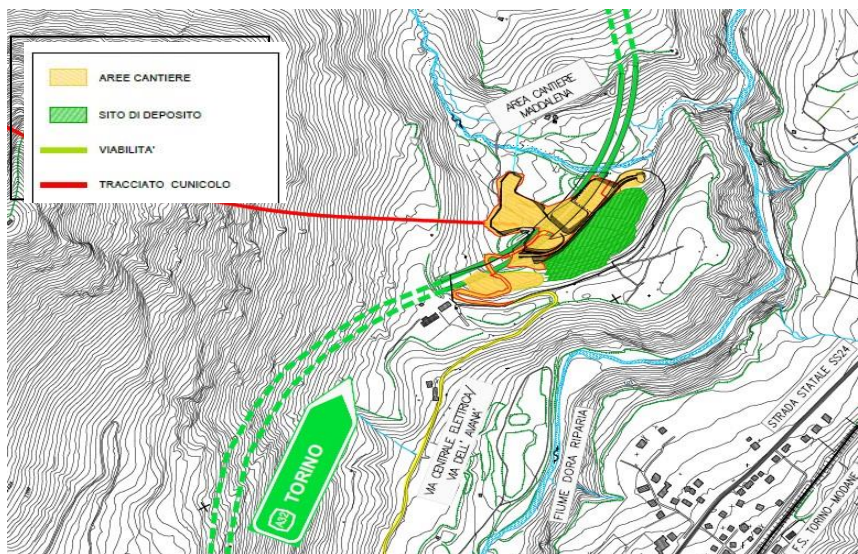 AREE CANTIERE
SITO DI DEPOSITO
VIABILITA'
TRACCIATO CUNICOLO
AREA CANTIERE
MADDALENA
A32 TORINO
VIA CENTRALE ELETTRICA/
VIA DELL' AVANA'
FIUME DORA RIPARIA
STRADA STATALE SS24
S. TORINO-MODANE